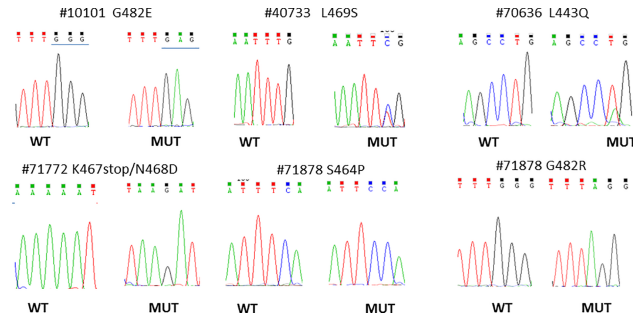 #10101 G482E
T T T G G G
T T T G A G
WT
MUT
#40733 L469S
A A T T T G
A A T T C G
WT
MUT
#70636 L443Q
A G C C T G
A G C C T G
WT
MUT
#71772 K467stop/N468D
A A A A A T
T A A G A T
WT
MUT
#71878 S464P
A T T T C A
A T T C C A
WT
MUT
#71878 G482R
T T T G G G
T T T A G G
WT
MUT